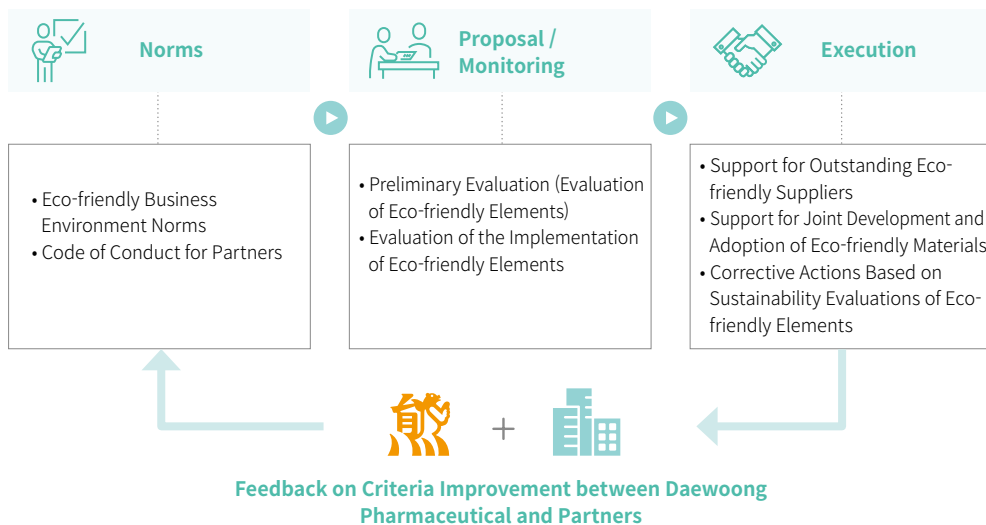 Norms
Proposal /
Monitoring
Execution
• Eco-friendly Business
Environment Norms
• Code of Conduct for Partners
• Preliminary Evaluation (Evaluation
of Eco-friendly Elements)
• Evaluation of the Implementation
of Eco-friendly Elements
• Support for Outstanding Eco-
friendly Suppliers
• Support for Joint Development and
Adoption of Eco-friendly Materials
• Corrective Actions Based on
Sustainability Evaluations of Eco-
friendly Elements
+
Feedback on Criteria Improvement between Daewoong
Pharmaceutical and Partners